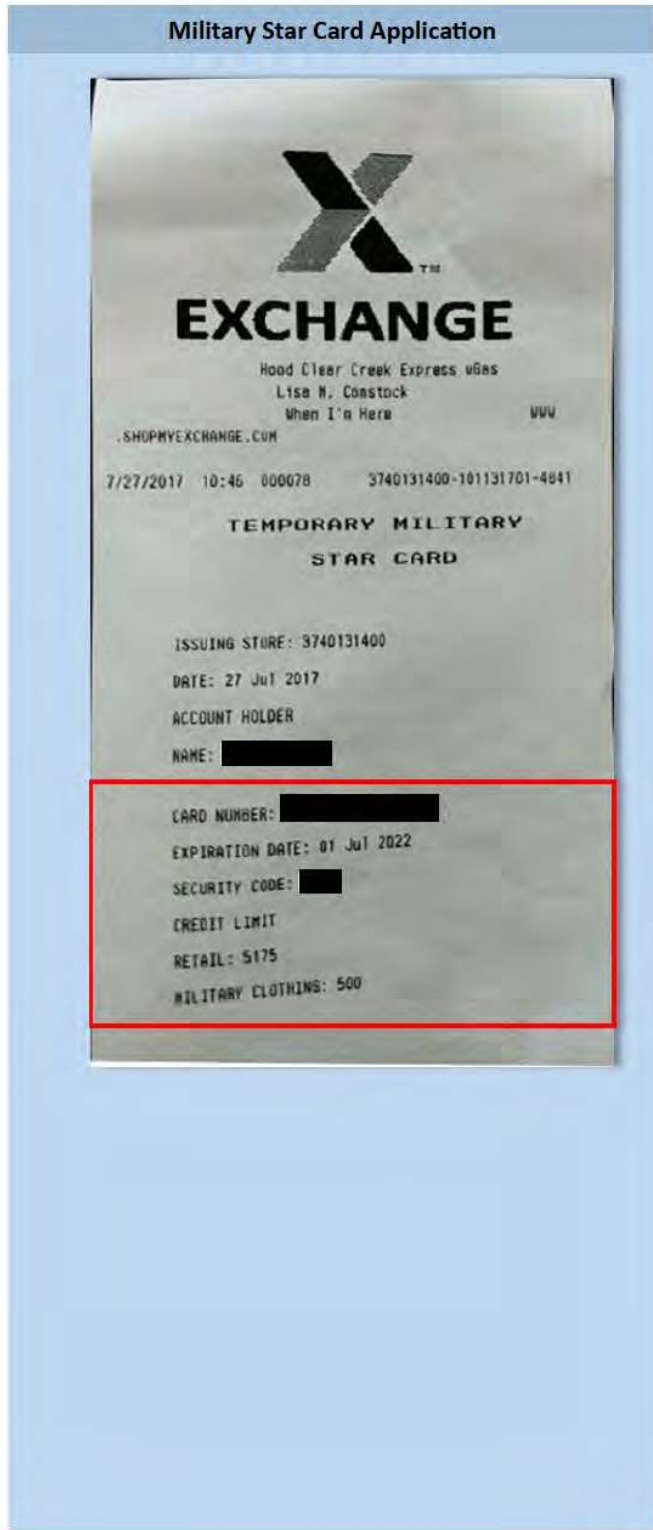 Military Star Card Application
X
TM
EXCHANGE
Hood Clear Creek Express wGas
Lisa M. Comstock
When I'm Here WWW
.SHOPMYEXCHANGE.COM
7/27/2017 10:46 000078 3740131400-101131701-4841
TEMPORARY MILITARY
STAR CARD
ISSUING STORE: 3740131400
DATE: 27 Jul 2017
ACCOUNT HOLDER
NAME:
CARD NUMBER:
EXPIRATION DATE: 01 Jul 2022
SECURITY CODE:
CREDIT LIMIT
RETAIL: 5175
MILITARY CLOTHING: 500